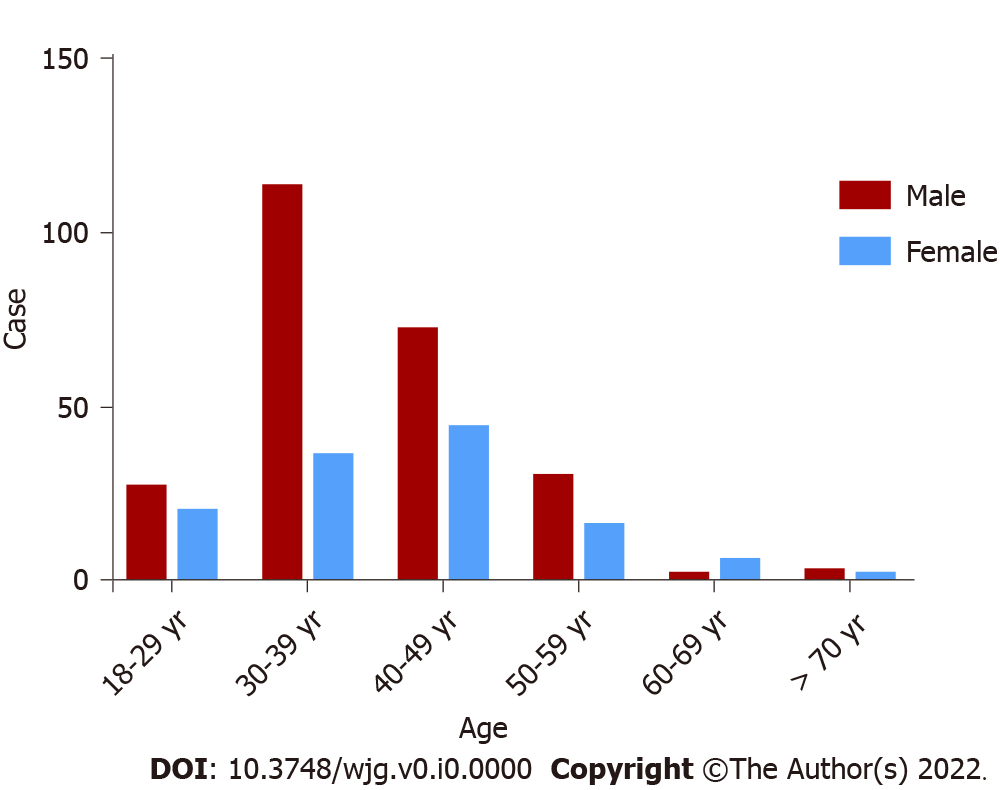 150
100
50
0
Case
Male
Female
18-29 yr
30-39 yr
40-49 yr
50-59 yr
60-69 yr
> 70 yr
Age
DOI: 10.3748/wjg.v0.i0.0000 Copyright ©The Author(s) 2022.